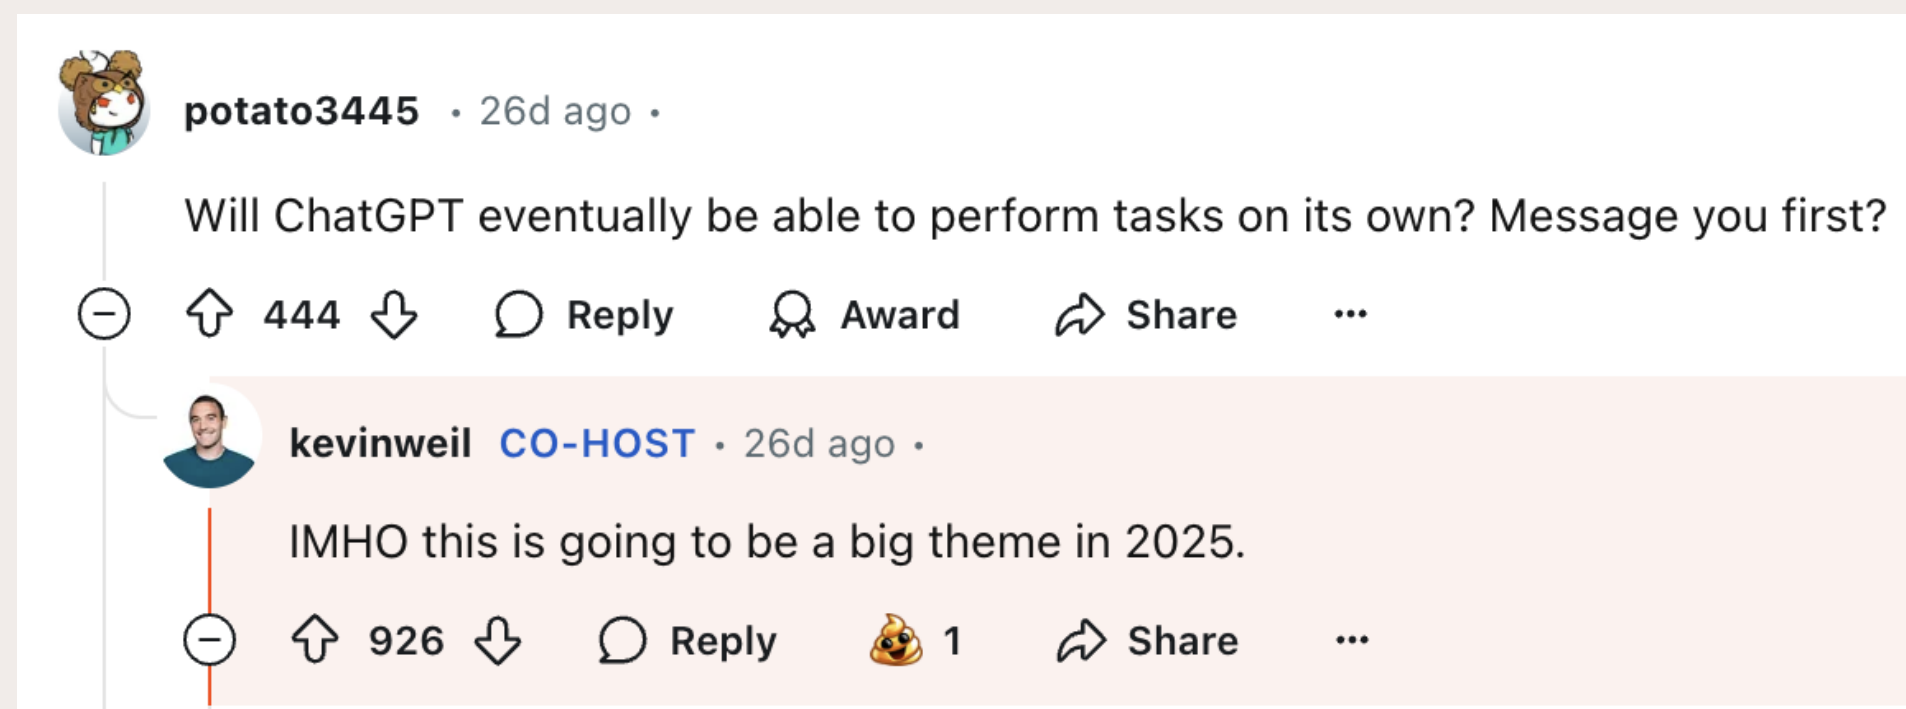 potato3445 • 26d ago •
Will ChatGPT eventually be able to perform tasks on its own? Message you first?
444 Reply Award Share ...
kevinweil CO-HOST • 26d ago •
IMHO this is going to be a big theme in 2025.
926 Reply 1 Share ...